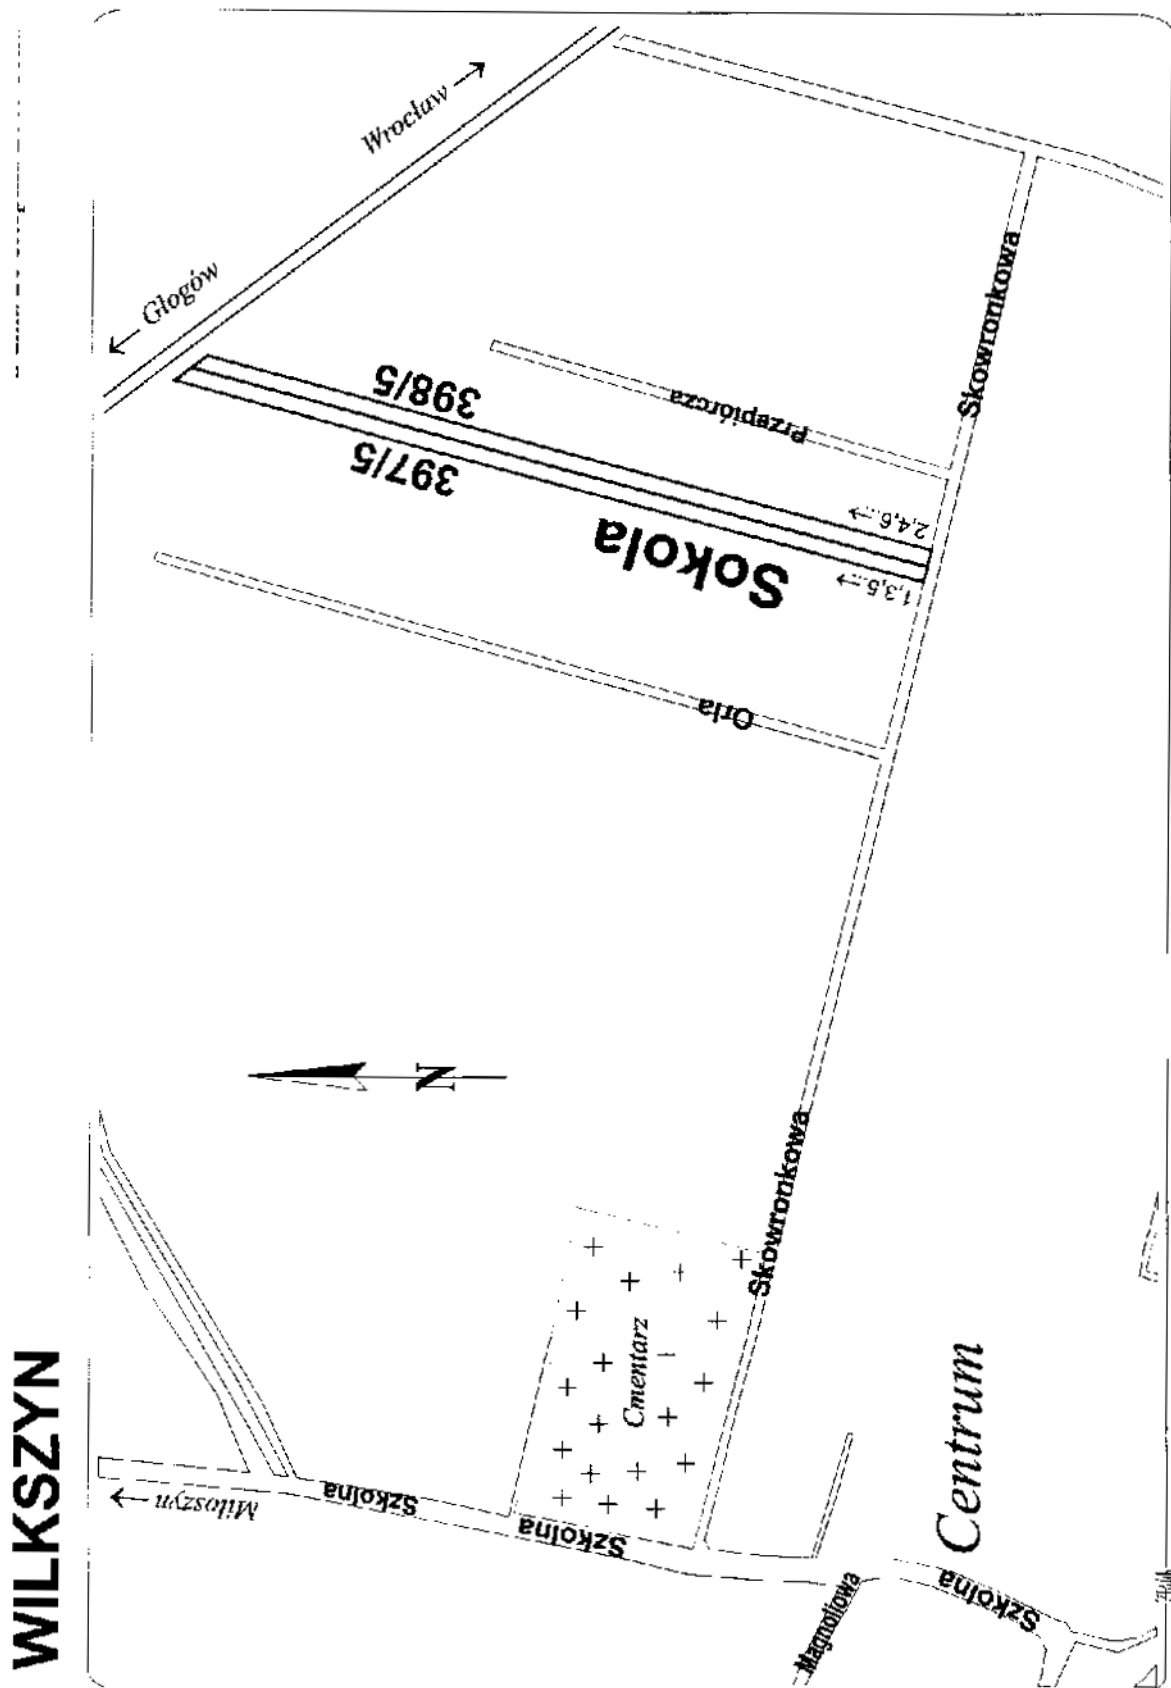 WILKSZYN
Miłoszyn
Szkolna
Szkolna
Szkolna
Magnoliowa
Centrum
Cmentarz
Skowronkowa
N
Orla
Sokola
397/5
398/5
1,3,5...
2,4,6...
Przepiórcza
Skowronkowa
Głogów
Wrocław